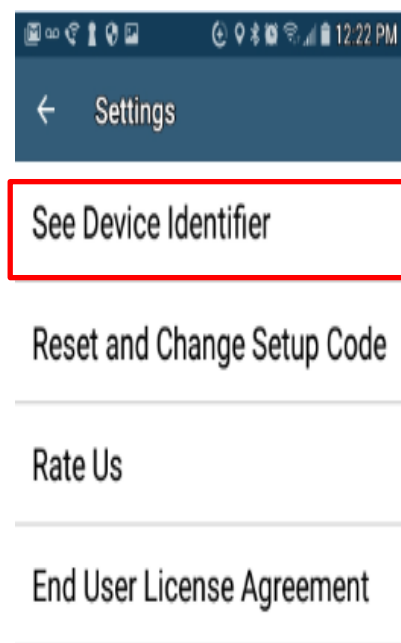 12:22 PM
Settings
See Device Identifier
Reset and Change Setup Code
Rate Us
End User License Agreement